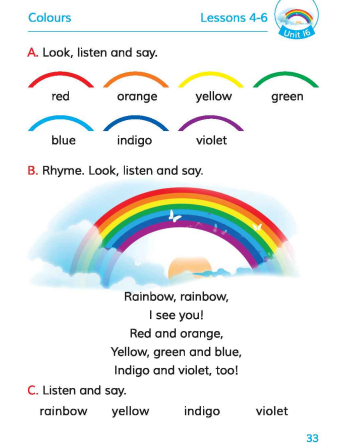 Colours Lessons 4-6
Unit 16
A. Look, listen and say.
red orange yellow green
blue indigo violet
B. Rhyme. Look, listen and say.
Rainbow, rainbow,
I see you!
Red and orange,
Yellow, green and blue,
Indigo and violet, too!
C. Listen and say.
rainbow yellow indigo violet
33